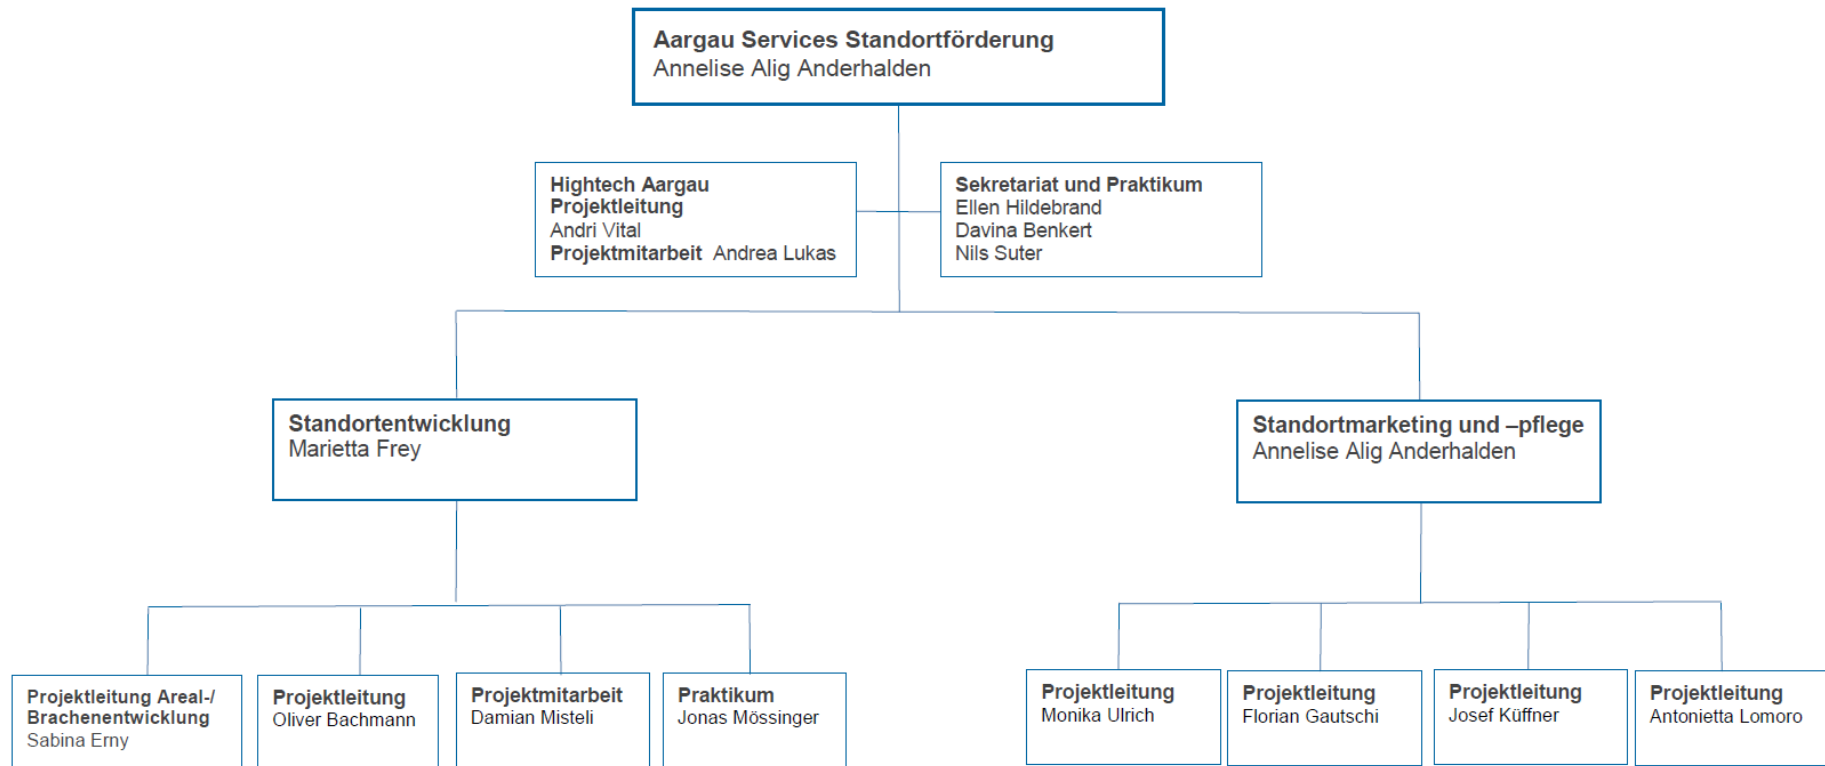 Aargau Services Standortförderung
Annelise Alig Anderhalden
Hightech Aargau
Projektleitung
Andri Vital
Projektmitarbeit Andrea Lukas
Sekretariat und Praktikum
Ellen Hildebrand
Davina Benkert
Nils Suter
Standortentwicklung
Marietta Frey
Standortmarketing und –pflege
Annelise Alig Anderhalden
Projektleitung Areal-/
Brachenentwicklung
Sabina Erny
Projektleitung
Oliver Bachmann
Projektmitarbeit
Damian Misteli
Praktikum
Jonas Mössinger
Projektleitung
Monika Ulrich
Projektleitung
Florian Gautschi
Projektleitung
Josef Küffner
Projektleitung
Antonietta Lomoro